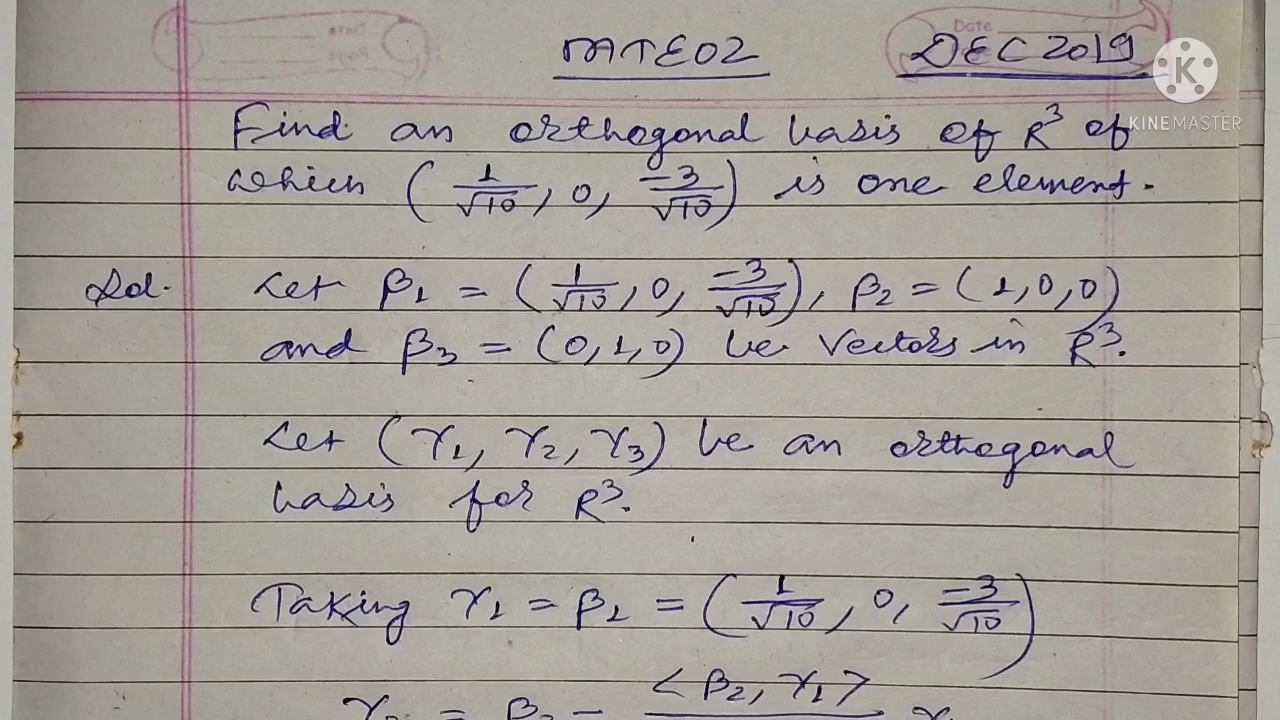 MTE02 DEC 2019
Date
KINEMASTER
Find an orthogonal basis of R³ of
which (1/√10, 0, -3/√10) is one element.
Sol. Let β₁ = (1/√10, 0, -3/√10), β₂ = (1,0,0)
and β₃ = (0,1,0) be vectors in R³.
Let (γ₁, γ₂, γ₃) be an orthogonal
basis for R³.
Taking γ₁ = β₁ = (1/√10, 0, -3/√10)
<β₂, γ₁>